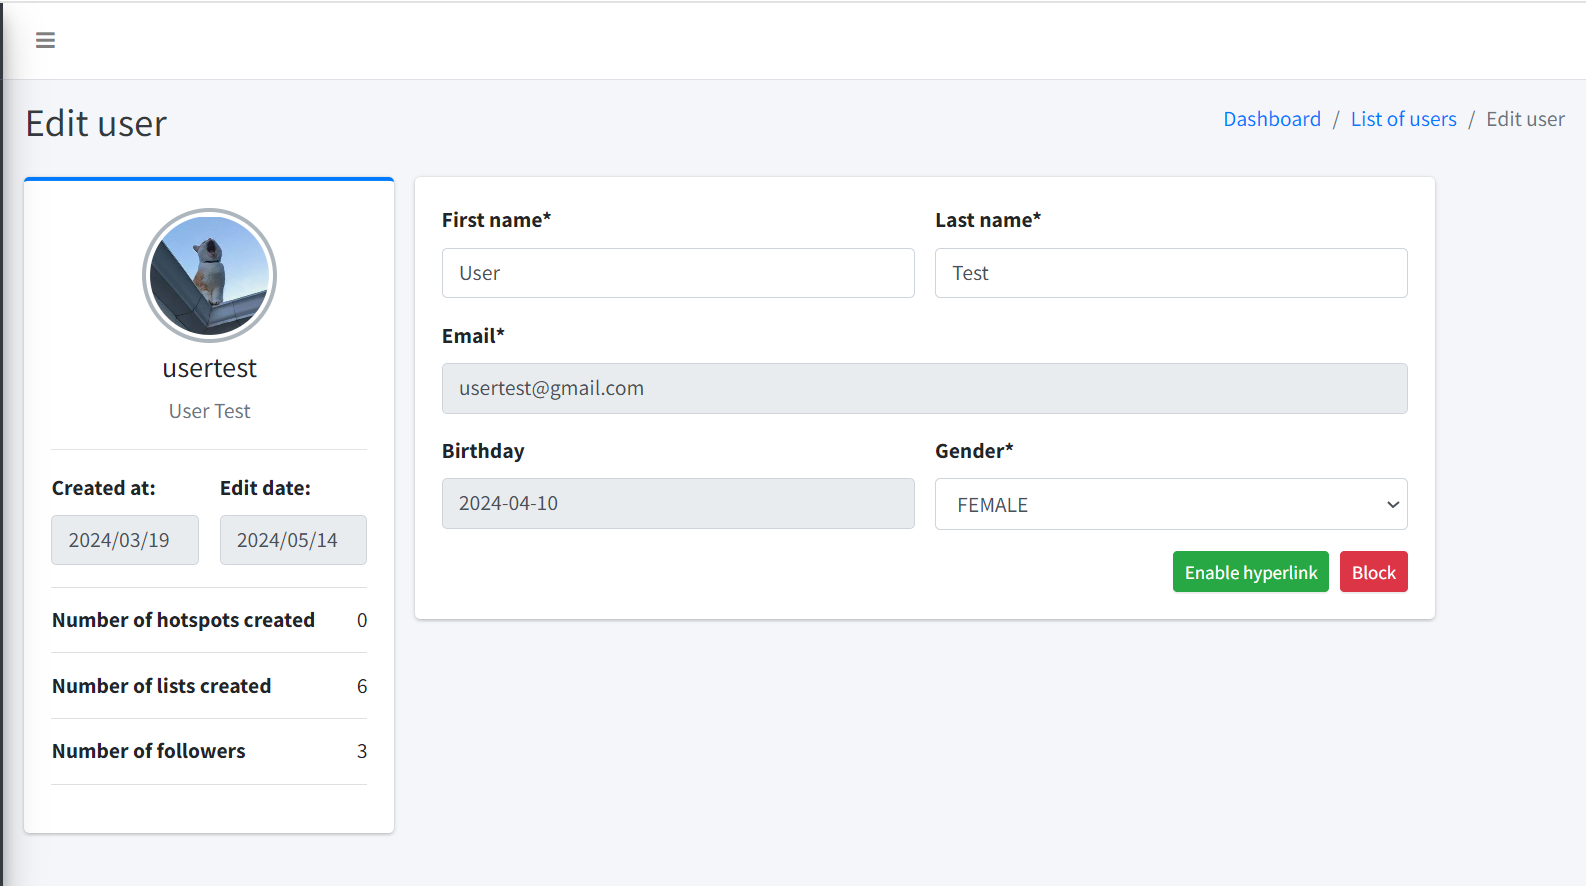 Edit user
Dashboard / List of users / Edit user
usertest
User Test
Created at: Edit date:
2024/03/19 2024/05/14
Number of hotspots created 0
Number of lists created 6
Number of followers 3
First name* Last name*
User Test
Email*
usertest@gmail.com
Birthday Gender*
2024-04-10 FEMALE
Enable hyperlink Block